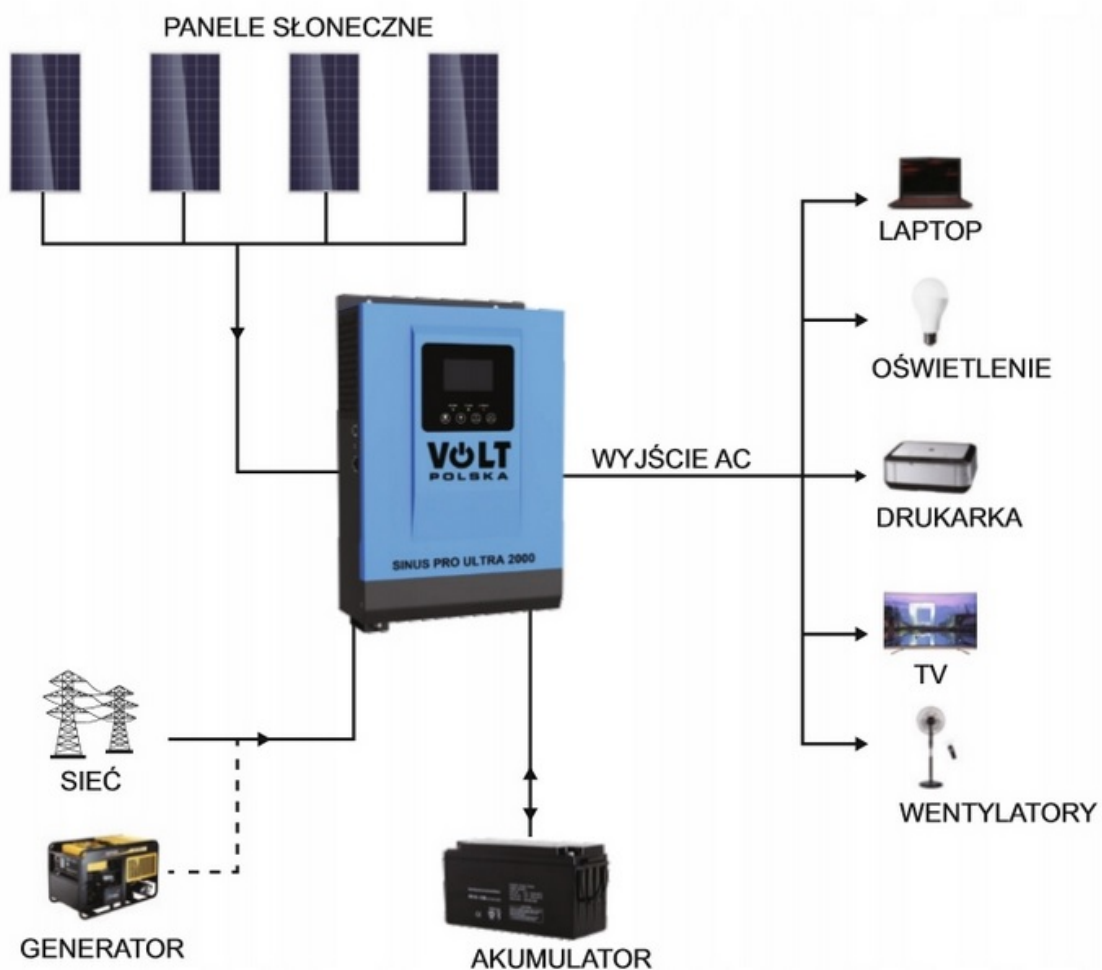 PANELE SŁONECZNE
LAPTOP
OŚWIETLENIE
VOLT
POLSKA
WYJŚCIE AC
DRUKARKA
SINUS PRO ULTRA 2000
TV
SIEĆ
WENTYLATORY
GENERATOR
AKUMULATOR